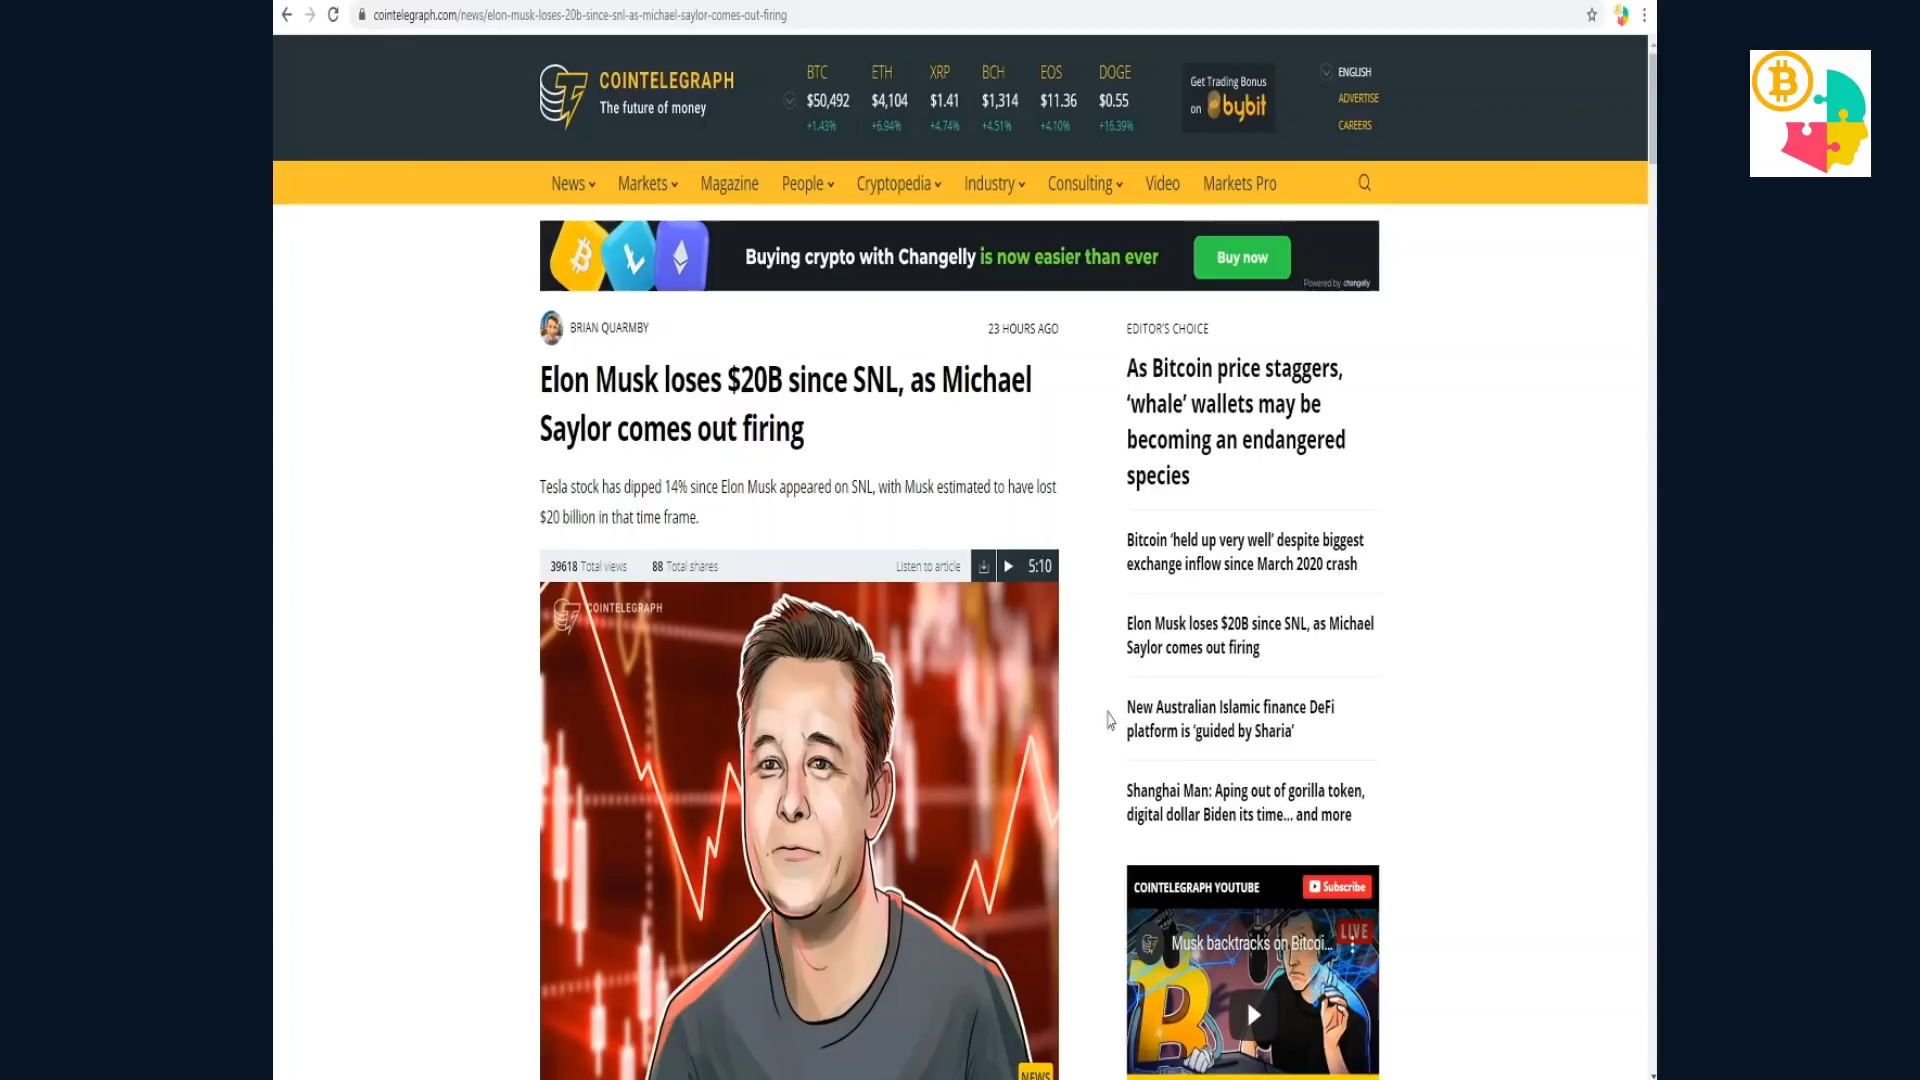 cointelegraph.com/news/elon-musk-loses-20b-since-snl-as-michael-saylor-comes-out-firing
COINTELEGRAPH
The future of money
BTC ETH XRP BCH EOS DOGE
$50,492 $4,104 $1.41 $1,314 $11.36 $0.55
+1.43% +6.94% +4.74% +4.51% +4.10% +16.39%
Get Trading Bonus
on bybit
ENGLISH
ADVERTISE
CAREERS
News Markets Magazine People Cryptopedia Industry Consulting Video Markets Pro
Buying crypto with Changelly is now easier than ever
Buy now
Powered by changelly
BRIAN QUARMBY
23 HOURS AGO
Elon Musk loses $20B since SNL, as Michael
Saylor comes out firing
Tesla stock has dipped 14% since Elon Musk appeared on SNL, with Musk estimated to have lost
$20 billion in that time frame.
39618 Total views 88 Total shares Listen to article 5:10
COINTELEGRAPH
NEWS
EDITOR'S CHOICE
As Bitcoin price staggers,
‘whale’ wallets may be
becoming an endangered
species
Bitcoin ‘held up very well’ despite biggest
exchange inflow since March 2020 crash
Elon Musk loses $20B since SNL, as Michael
Saylor comes out firing
New Australian Islamic finance DeFi
platform is ‘guided by Sharia’
Shanghai Man: Aping out of gorilla token,
digital dollar Biden its time... and more
COINTELEGRAPH YOUTUBE
Subscribe
Musk backtracks on Bitcoi...
LIVE